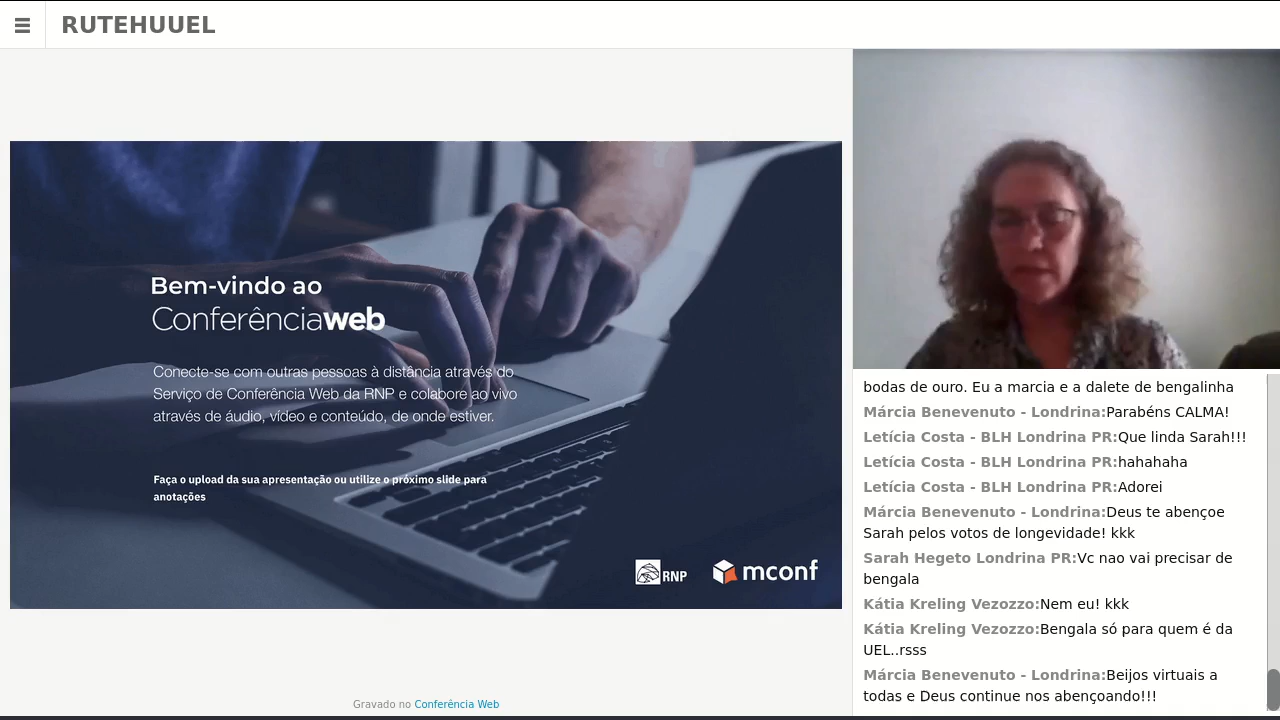 RUTEHUUEL
Bem-vindo ao
Conferênciaweb
Conecte-se com outras pessoas à distância através do
Serviço de Conferência Web da RNP e colabore ao vivo
através de áudio, vídeo e conteúdo, de onde estiver.
Faça o upload da sua apresentação ou utilize o próximo slide para
anotações
RNP
mconf
Gravado no Conferência Web
bodas de ouro. Eu a marcia e a dalete de bengalinha
Márcia Benevenuto - Londrina:Parabéns CALMA!
Letícia Costa - BLH Londrina PR:Que linda Sarah!!!
Letícia Costa - BLH Londrina PR:hahahaha
Letícia Costa - BLH Londrina PR:Adorei
Márcia Benevenuto - Londrina:Deus te abençoe
Sarah pelos votos de longevidade! kkk
Sarah Hegeto Londrina PR:Vc nao vai precisar de
bengala
Kátia Kreling Vezozzo:Nem eu! kkk
Kátia Kreling Vezozzo:Bengala só para quem é da
UEL..rsss
Márcia Benevenuto - Londrina:Beijos virtuais a
todas e Deus continue nos abençoando!!!